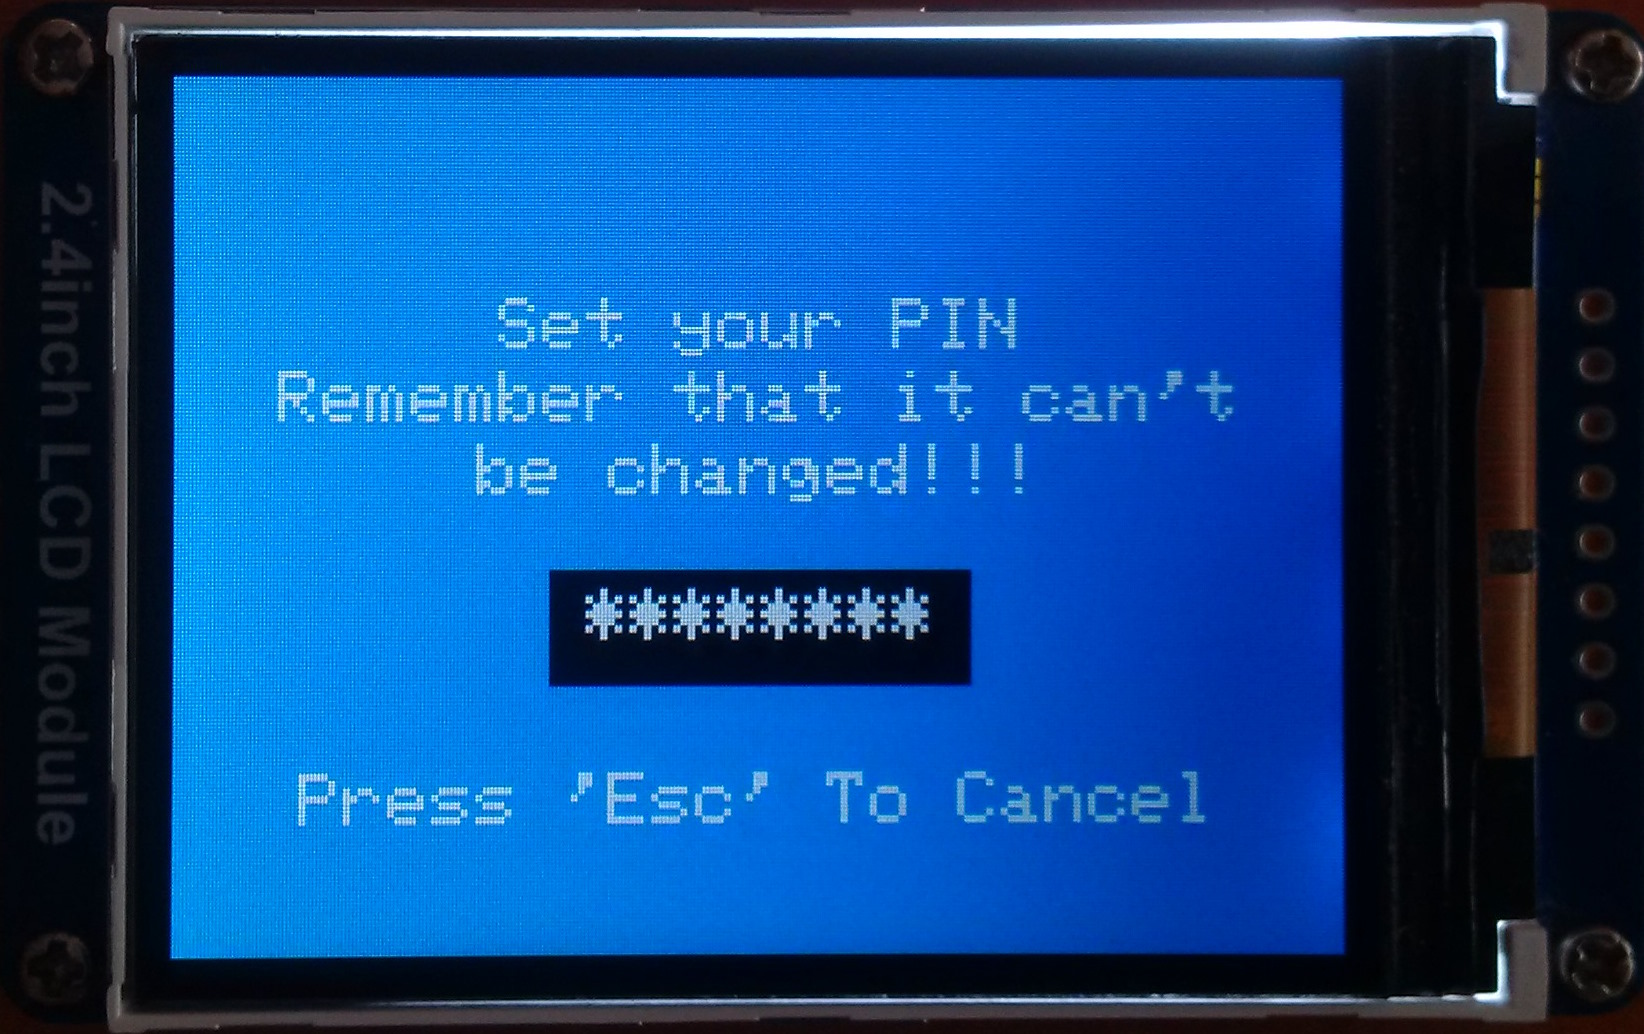 Set your PIN
Remember that it can't
be changed!!!
********
Press 'Esc' To Cancel
2.4inch LCD Module